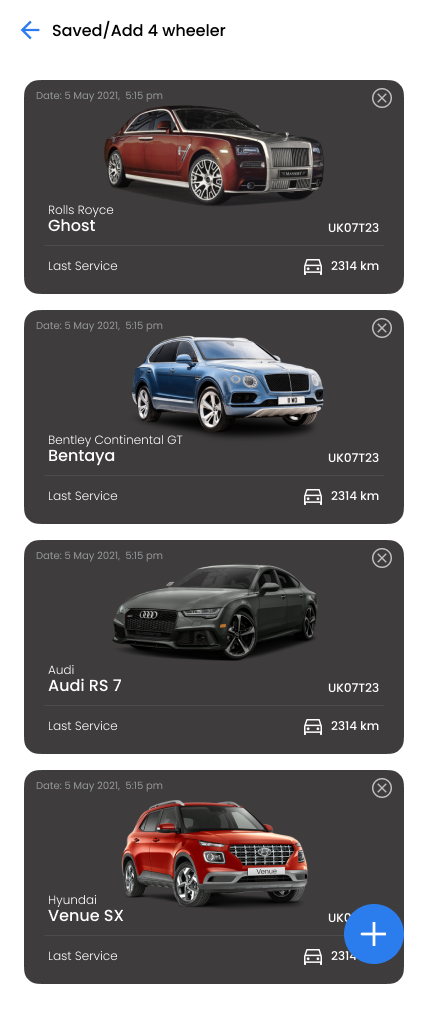 Saved/Add 4 wheeler
Date: 5 May 2021, 5:15 pm
Rolls Royce
Ghost
UK07T23
Last Service
2314 km
Date: 5 May 2021, 5:15 pm
Bentley Continental GT
Bentaya
UK07T23
Last Service
2314 km
Date: 5 May 2021, 5:15 pm
Audi
Audi RS 7
UK07T23
Last Service
2314 km
Date: 5 May 2021, 5:15 pm
Venue
Hyundai
Venue SX
UK0
Last Service
2314